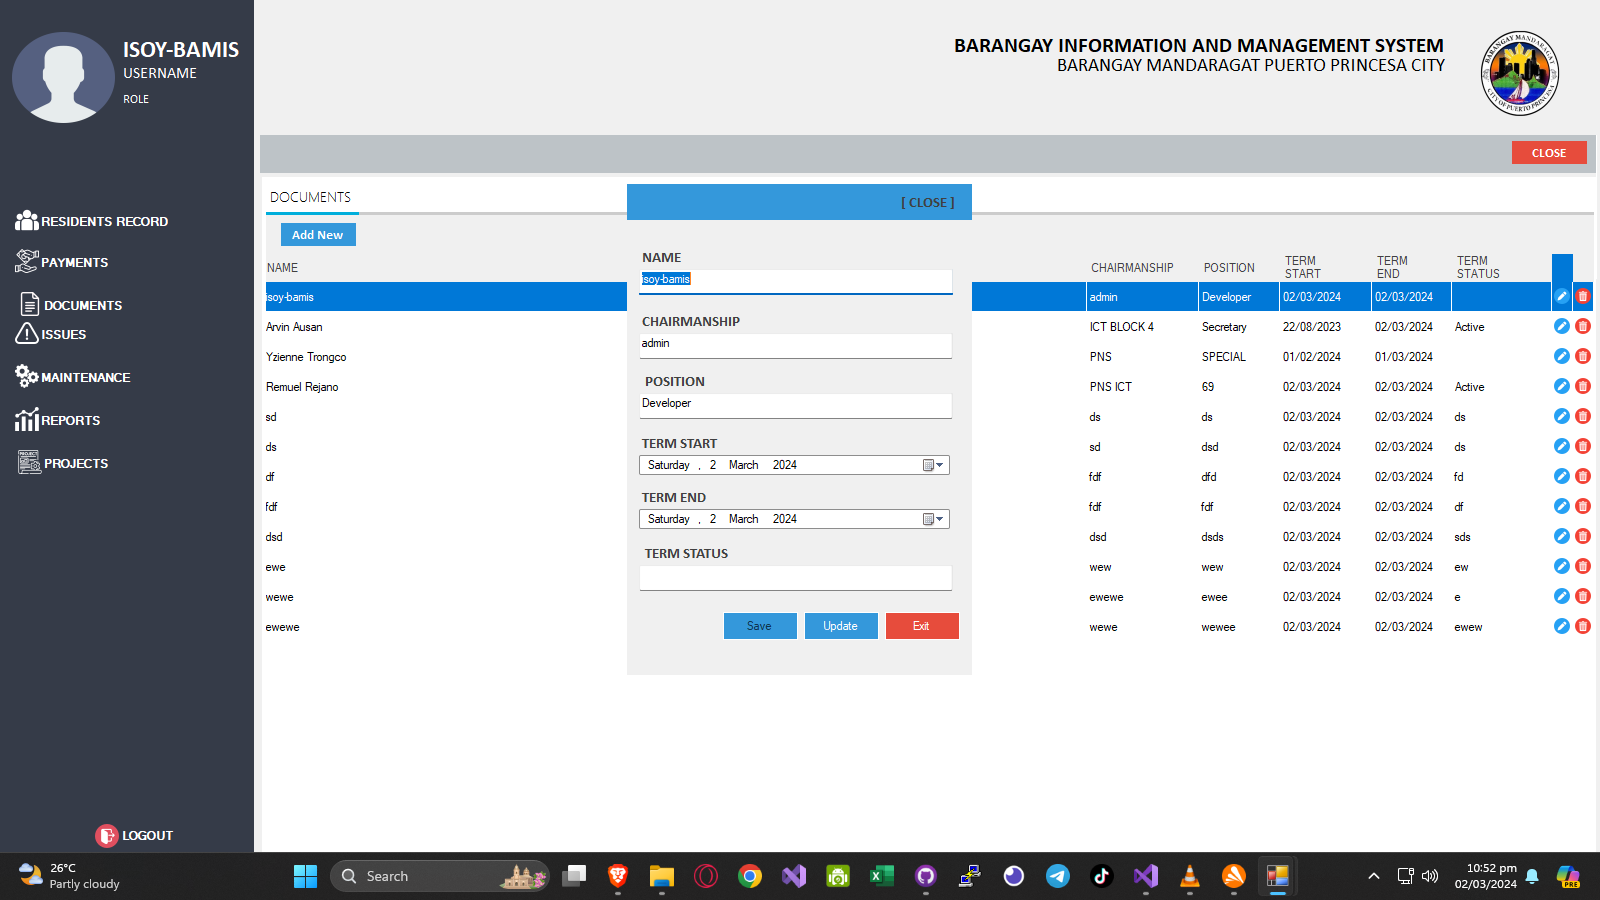 ISOY-BAMIS
USERNAME
ROLE
RESIDENTS RECORD
PAYMENTS
DOCUMENTS
ISSUES
MAINTENANCE
REPORTS
PROJECTS
LOGOUT
BARANGAY INFORMATION AND MANAGEMENT SYSTEM
BARANGAY MANDARAGAT PUERTO PRINCESA CITY
BARANGAY MANDARAGAT
CITY OF PUERTO PRINCESA
CLOSE
DOCUMENTS
Add New
NAME CHAIRMANSHIP POSITION TERM START TERM END TERM STATUS
isoy-bamis admin Developer 02/03/2024 02/03/2024
Arvin Ausan ICT BLOCK 4 Secretary 22/08/2023 02/03/2024 Active
Yzienne Trongco PNS SPECIAL 01/02/2024 01/03/2024
Remuel Rejano PNS ICT 69 02/03/2024 02/03/2024 Active
sd ds ds 02/03/2024 02/03/2024 ds
ds sd dsd 02/03/2024 02/03/2024 ds
df fdf dfd 02/03/2024 02/03/2024 fd
fdf fdf fdf 02/03/2024 02/03/2024 df
dsd dsd dsds 02/03/2024 02/03/2024 sds
ewe wew wew 02/03/2024 02/03/2024 ew
wewe ewewe ewee 02/03/2024 02/03/2024 e
ewewe wewe wewee 02/03/2024 02/03/2024 ewew
[ CLOSE ]
NAME
isoy-bamis
CHAIRMANSHIP
admin
POSITION
Developer
TERM START
Saturday , 2 March 2024
TERM END
Saturday , 2 March 2024
TERM STATUS
Save Update Exit
26°C
Partly cloudy
Search
10:52 pm
02/03/2024
PRE